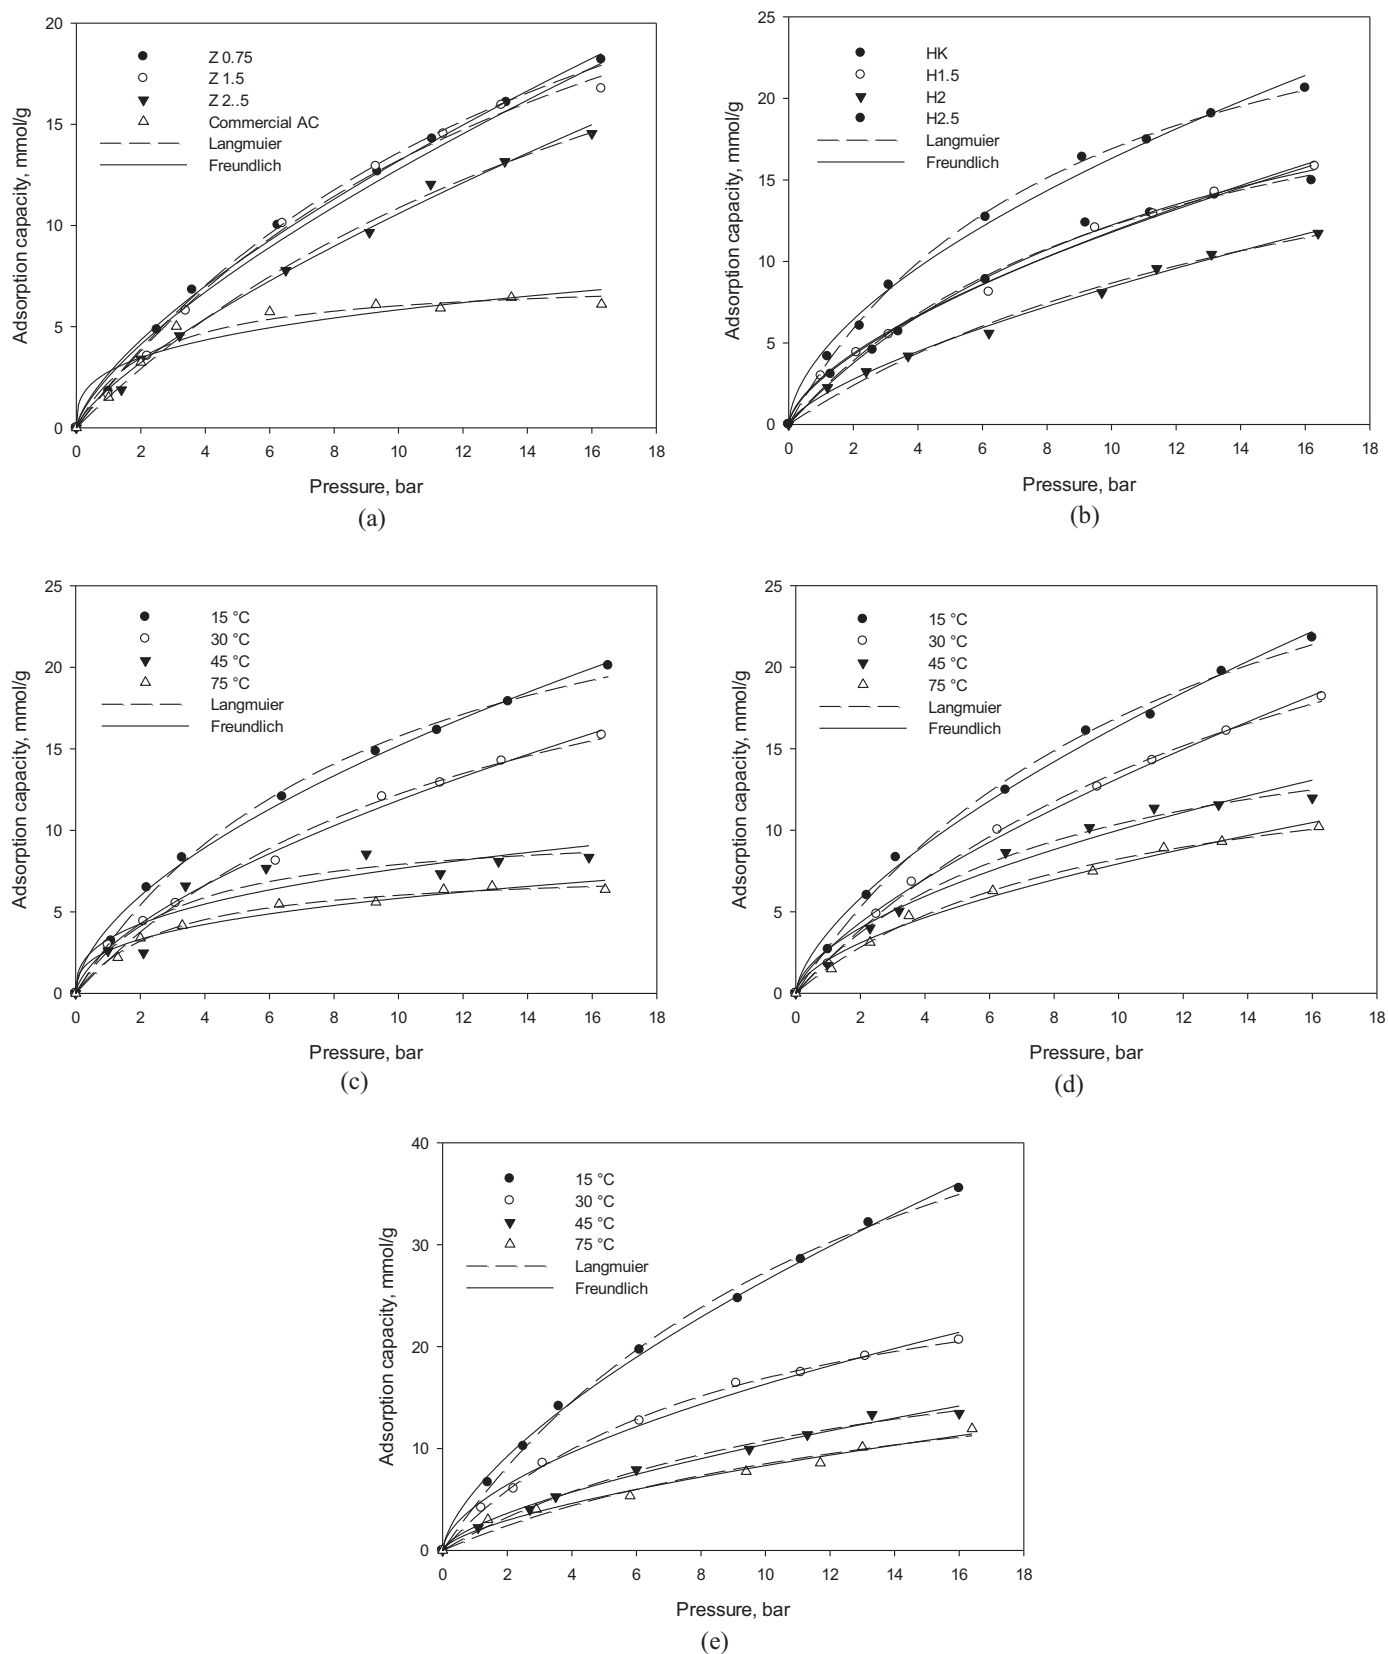 20
15
10
5
0
Adsorption capacity, mmol/g
Z 0.75
Z 1.5
Z 2..5
Commercial AC
Langmuier
Freundlich
0 2 4 6 8 10 12 14 16 18
Pressure, bar
(a)
25
20
15
10
5
0
Adsorption capacity, mmol/g
HK
H1.5
H2
H2.5
Langmuier
Freundlich
0 2 4 6 8 10 12 14 16 18
Pressure, bar
(b)
25
20
15
10
5
0
Adsorption capacity, mmol/g
15 °C
30 °C
45 °C
75 °C
Langmuier
Freundlich
0 2 4 6 8 10 12 14 16 18
Pressure, bar
(c)
25
20
15
10
5
0
Adsorption capacity, mmol/g
15 °C
30 °C
45 °C
75 °C
Langmuier
Freundlich
0 2 4 6 8 10 12 14 16 18
Pressure, bar
(d)
40
30
20
10
0
Adsorption capacity, mmol/g
15 °C
30 °C
45 °C
75 °C
Langmuier
Freundlich
0 2 4 6 8 10 12 14 16 18
Pressure, bar
(e)